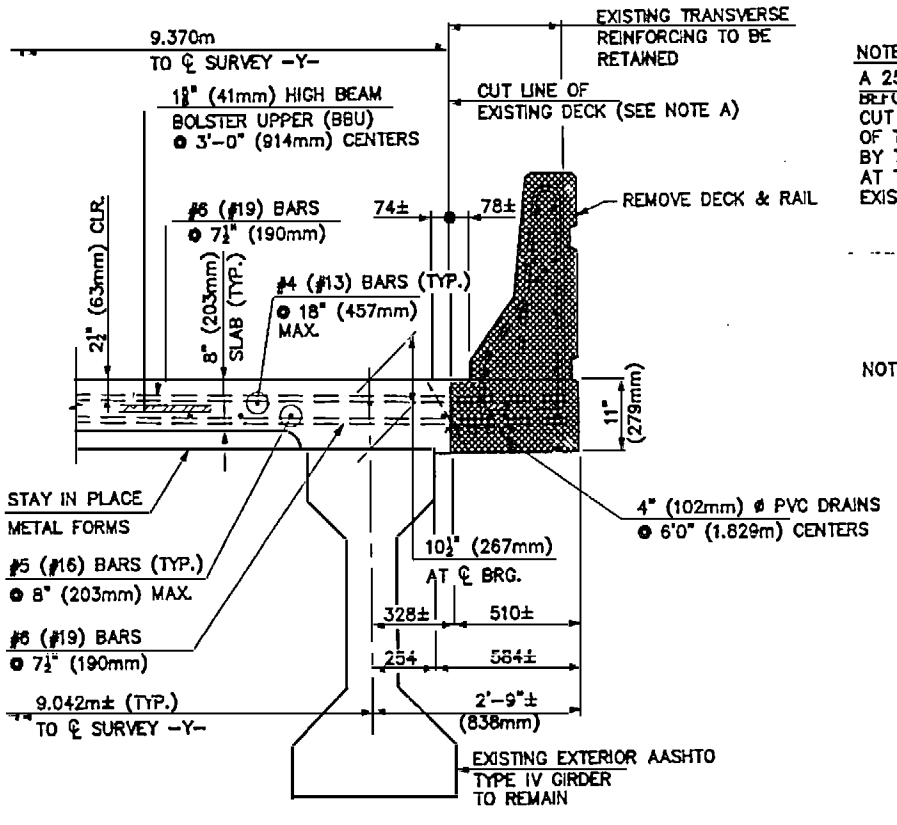 9.370m
TO ℄ SURVEY -Y-
EXISTING TRANSVERSE
REINFORCING TO BE
RETAINED
1⅝" (41mm) HIGH BEAM
BOLSTER UPPER (BBU)
@ 3'-0" (914mm) CENTERS
CUT LINE OF
EXISTING DECK (SEE NOTE A)
NOTE
A 25
BEFO
CUT
OF T
BY
AT T
EXIS
2½" (63mm) CLR.
#6 (#19) BARS
@ 7½" (190mm)
8" (203mm)
SLAB (TYP.)
#4 (#13) BARS (TYP.)
@ 18" (457mm)
MAX.
74±
78±
REMOVE DECK & RAIL
NOT
11"
(279mm)
STAY IN PLACE
METAL FORMS
#5 (#16) BARS (TYP.)
@ 8" (203mm) MAX.
#6 (#19) BARS
@ 7½" (190mm)
10½" (267mm)
AT ℄ BRG.
4" (102mm) ø PVC DRAINS
@ 6'0" (1.829m) CENTERS
328±
510±
254
584±
9.042m± (TYP.)
TO ℄ SURVEY -Y-
2'-9"±
(838mm)
EXISTING EXTERIOR AASHTO
TYPE IV GIRDER
TO REMAIN